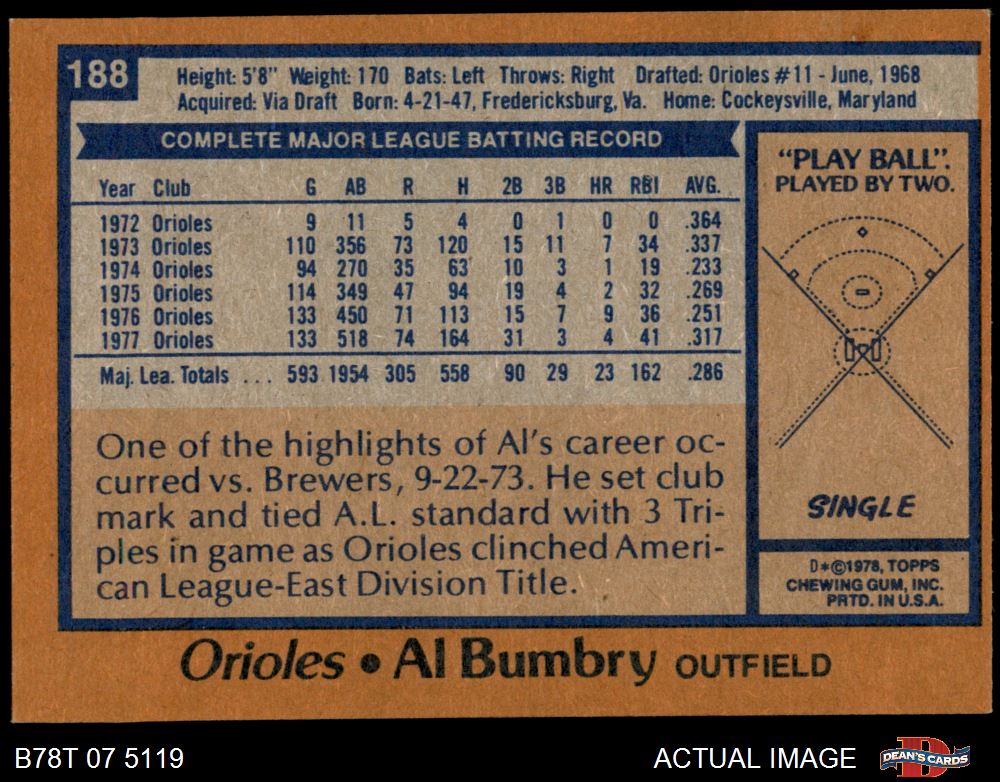 188
Height: 5'8" Weight: 170 Bats: Left Throws: Right Drafted: Orioles #11 - June, 1968
Acquired: Via Draft Born: 4-21-47, Fredericksburg, Va. Home: Cockeysville, Maryland
COMPLETE MAJOR LEAGUE BATTING RECORD
Year Club G AB R H 2B 3B HR RBI AVG.
1972 Orioles 9 11 5 4 0 1 0 0 .364
1973 Orioles 110 356 73 120 15 11 7 34 .337
1974 Orioles 94 270 35 63 10 3 1 19 .233
1975 Orioles 114 349 47 94 19 4 2 32 .269
1976 Orioles 133 450 71 113 15 7 9 36 .251
1977 Orioles 133 518 74 164 31 3 4 41 .317
Maj. Lea. Totals ... 593 1954 305 558 90 29 23 162 .286
One of the highlights of Al's career oc-
curred vs. Brewers, 9-22-73. He set club
mark and tied A.L. standard with 3 Tri-
ples in game as Orioles clinched Ameri-
can League-East Division Title.
"PLAY BALL".
PLAYED BY TWO.
SINGLE
D*©1978, TOPPS
CHEWING GUM, INC.
PRTD. IN U.S.A.
Orioles • Al Bumbry OUTFIELD
B78T 07 5119 ACTUAL IMAGE DEAN'S CARDS